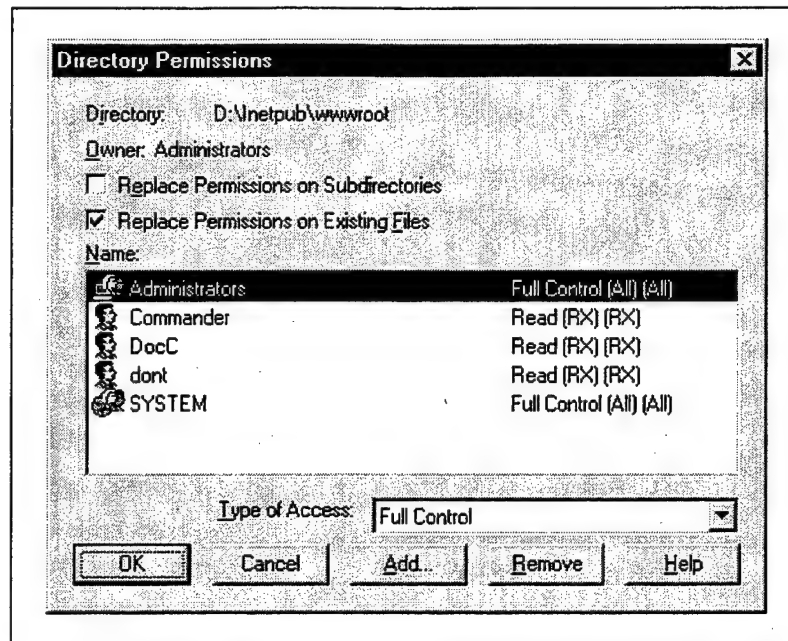 Directory Permissions
Directory: D:\Inetpub\wwwroot
Owner: Administrators
Replace Permissions on Subdirectories
Replace Permissions on Existing Files
Name:
Administrators Full Control (All) (All)
Commander Read (RX) (RX)
DocC Read (RX) (RX)
dont Read (RX) (RX)
SYSTEM Full Control (All) (All)
Type of Access: Full Control
OK Cancel Add... Remove Help